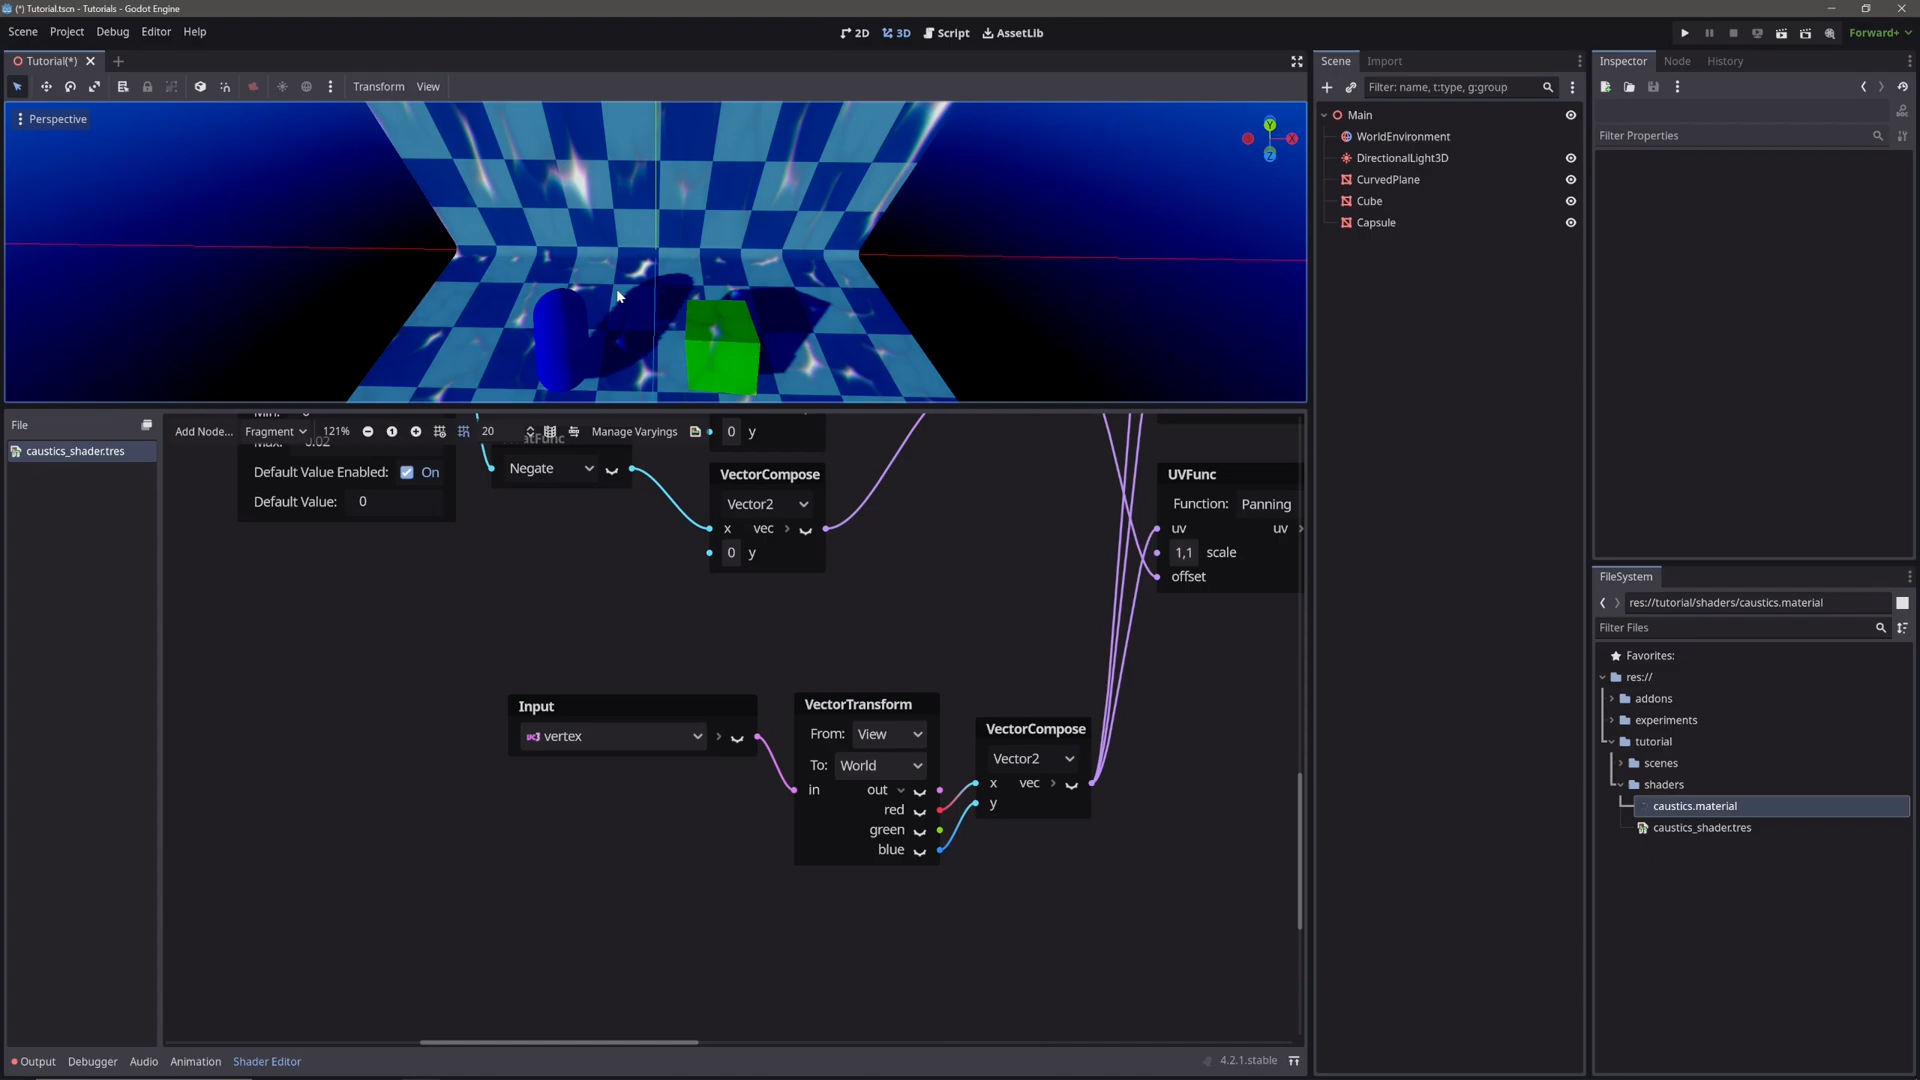 (*) Tutorial.tscn - Tutorials - Godot Engine
Scene Project Debug Editor Help
2D 3D Script AssetLib
Forward+
Tutorial(*)
Transform View
Perspective
Y
X
Z
File
caustics_shader.tres
Add Node... Fragment 121% 20 Manage Varyings
Default Value Enabled: On
Default Value: 0
Negate
0 y
VectorCompose
Vector2
x vec
0 y
UVFunc
Function: Panning
uv uv
1,1 scale
offset
Input
vertex
VectorTransform
From: View
To: World
in out
red
green
blue
VectorCompose
Vector2
x vec
y
Output Debugger Audio Animation Shader Editor
4.2.1.stable
Scene Import
Filter: name, t:type, g:group
Main
WorldEnvironment
DirectionalLight3D
CurvedPlane
Cube
Capsule
Inspector Node History
Filter Properties
FileSystem
res://tutorial/shaders/caustics.material
Filter Files
Favorites:
res://
addons
experiments
tutorial
scenes
shaders
caustics.material
caustics_shader.tres